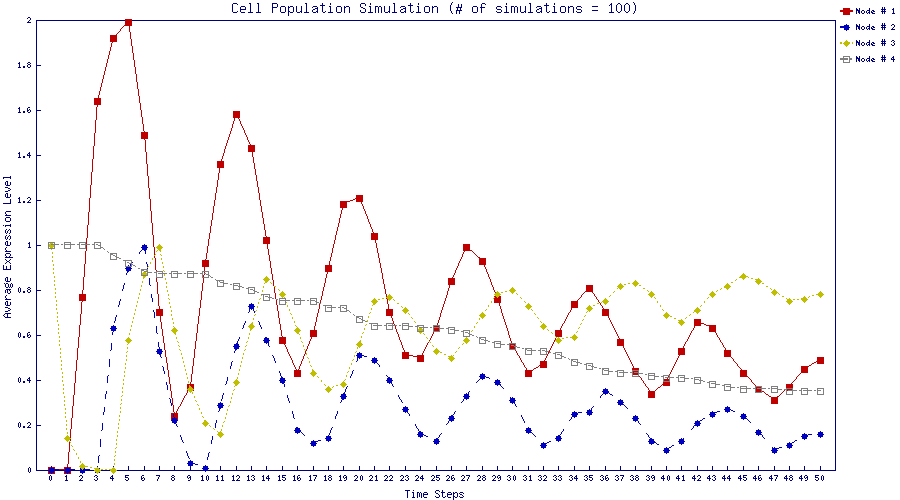 Cell Population Simulation (# of simulations = 100)
Node # 1
Node # 2
Node # 3
Node # 4
2
1.8
1.6
1.4
1.2
1
0.8
0.6
0.4
0.2
0
Average Expression Level
0 1 2 3 4 5 6 7 8 9 10 11 12 13 14 15 16 17 18 19 20 21 22 23 24 25 26 27 28 29 30 31 32 33 34 35 36 37 38 39 40 41 42 43 44 45 46 47 48 49 50
Time Steps